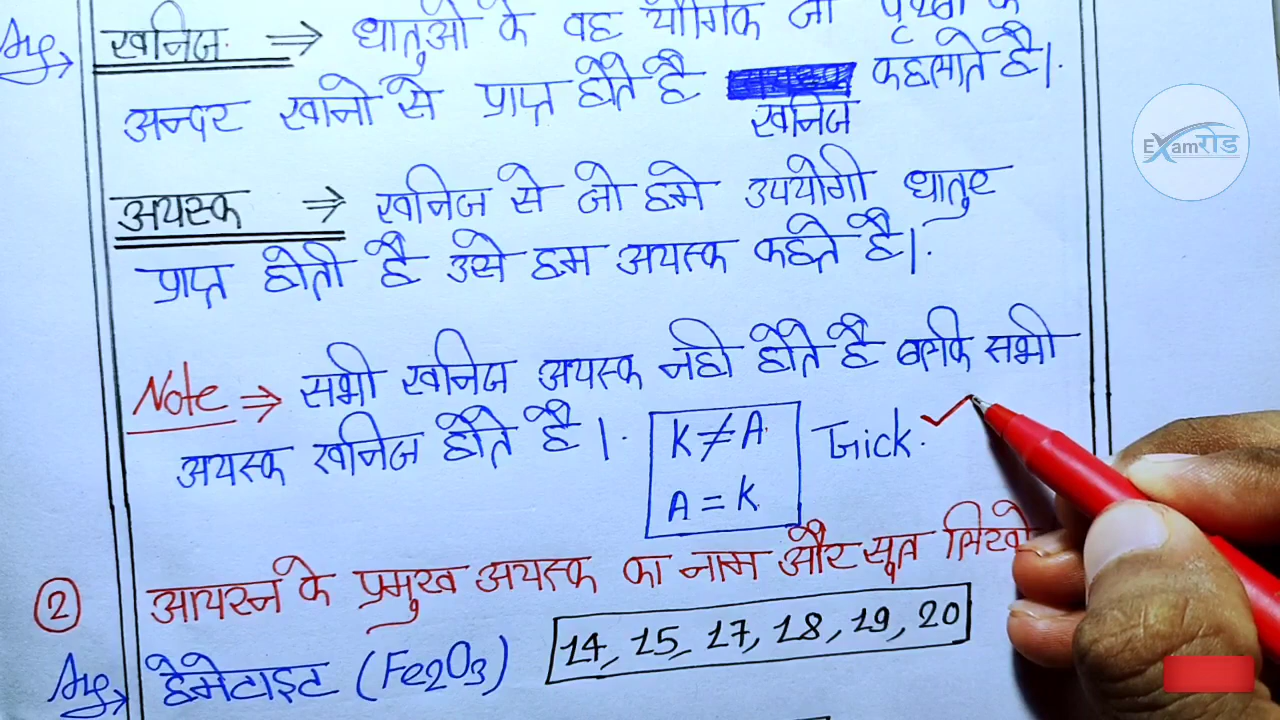 Ans खनिज ⇒ धातुओ के वह यौगिक जो पृथ्वी के
अन्दर खानो से प्राप्त होते है खनिज कहलाते है।
अयस्क ⇒ खनिज से जो हमे उपयोगी धातुए
प्राप्त होती है उसे हम अयस्क कहते है।
Note ⇒ सभी खनिज अयस्क नही होते है बल्कि सभी
अयस्क खनिज होते है।
K ≠ A Trick.
A = K
② आयरन के प्रमुख अयस्क का नाम और सूत्र लिखो
14, 15, 17, 18, 19, 20
Ans हेमेटाइट (Fe2O3)
Examरोड